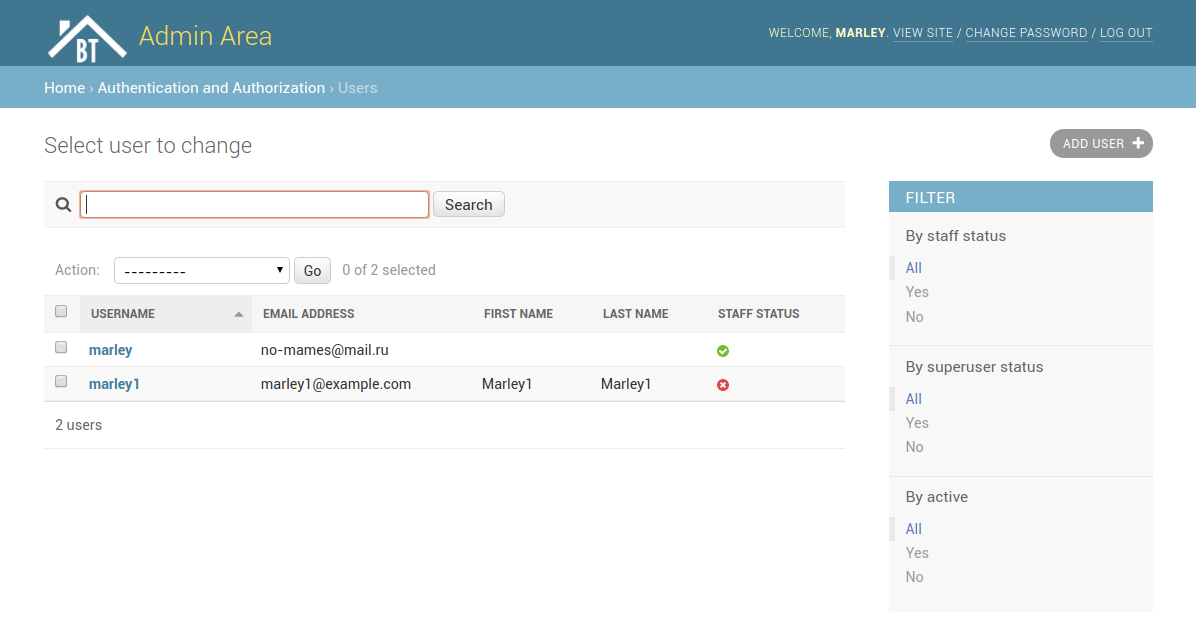 BT Admin Area
WELCOME, MARLEY. VIEW SITE / CHANGE PASSWORD / LOG OUT
Home › Authentication and Authorization › Users
Select user to change
ADD USER +
Search
Action: --------- Go 0 of 2 selected
USERNAME EMAIL ADDRESS FIRST NAME LAST NAME STAFF STATUS
marley no-mames@mail.ru
marley1 marley1@example.com Marley1 Marley1
2 users
FILTER
By staff status
All
Yes
No
By superuser status
All
Yes
No
By active
All
Yes
No